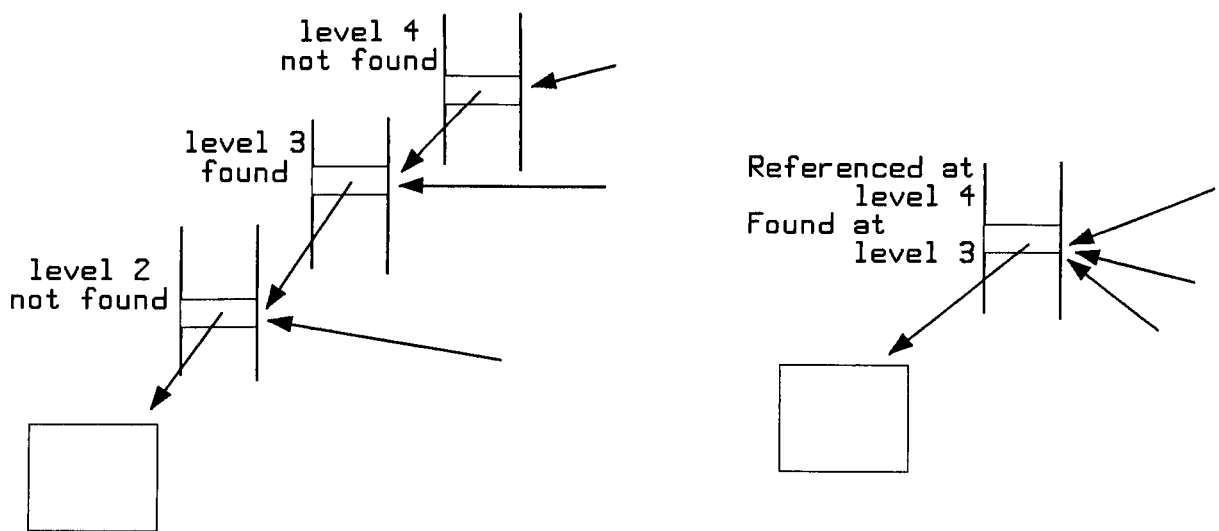 level 4
not found
level 3
found
level 2
not found
Referenced at
level 4
Found at
level 3